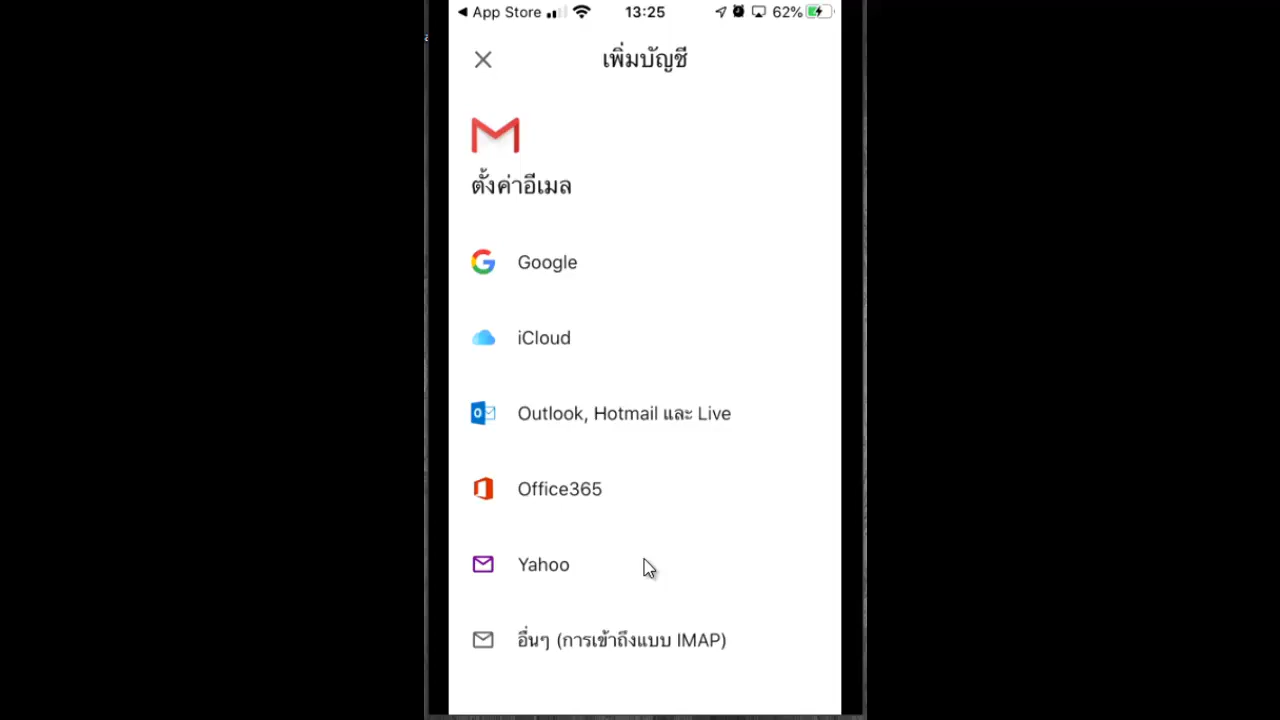 App Store 13:25 62%
เพิ่มบัญชี
ตั้งค่าอีเมล
Google
iCloud
Outlook, Hotmail และ Live
Office365
Yahoo
อื่นๆ (การเข้าถึงแบบ IMAP)